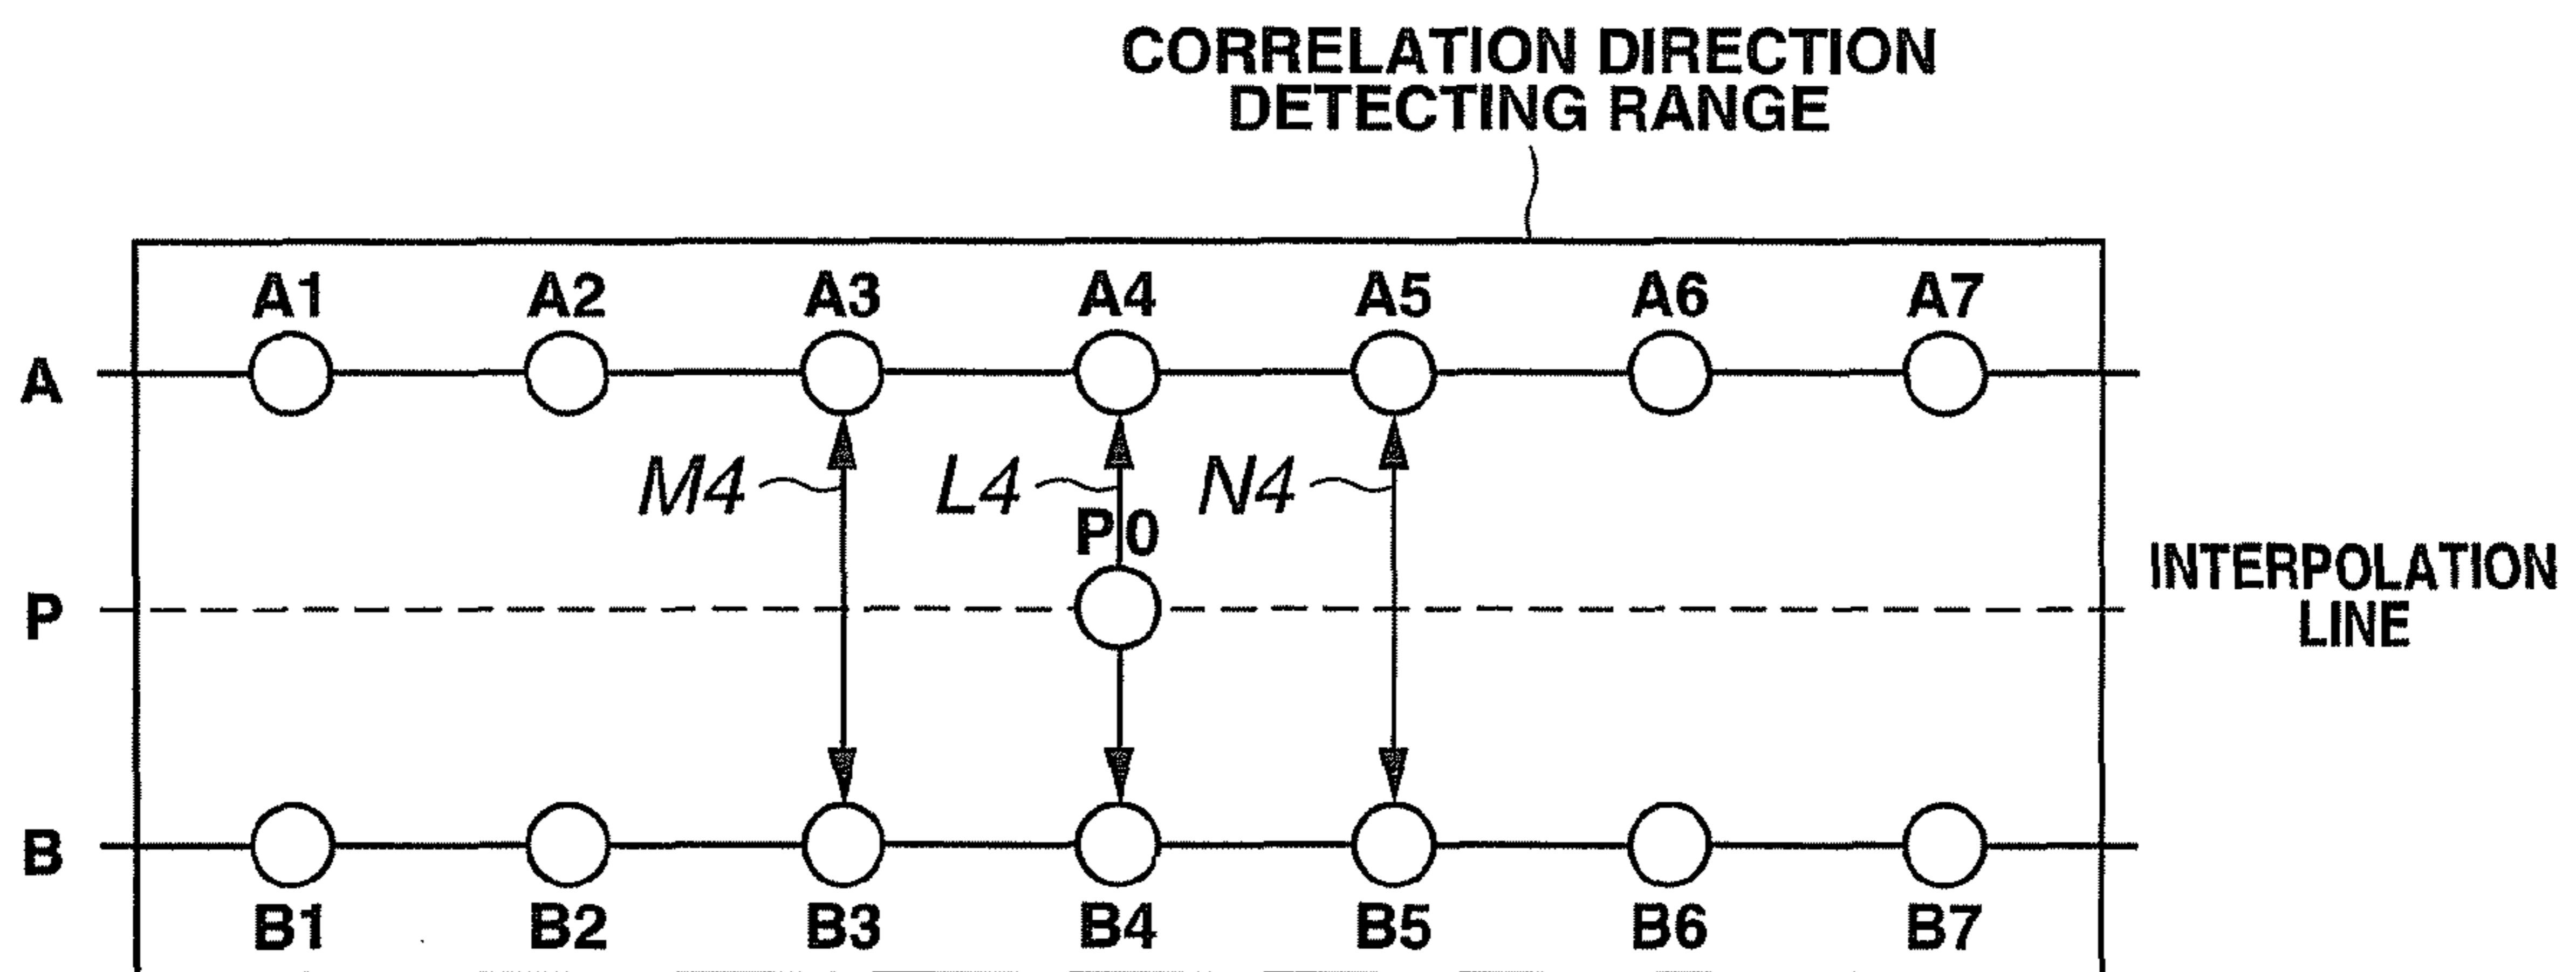 CORRELATION DIRECTION
DETECTING RANGE
A1 A2 A3 A4 A5 A6 A7
A
M4 L4 N4
P0
P
INTERPOLATION
LINE
B
B1 B2 B3 B4 B5 B6 B7